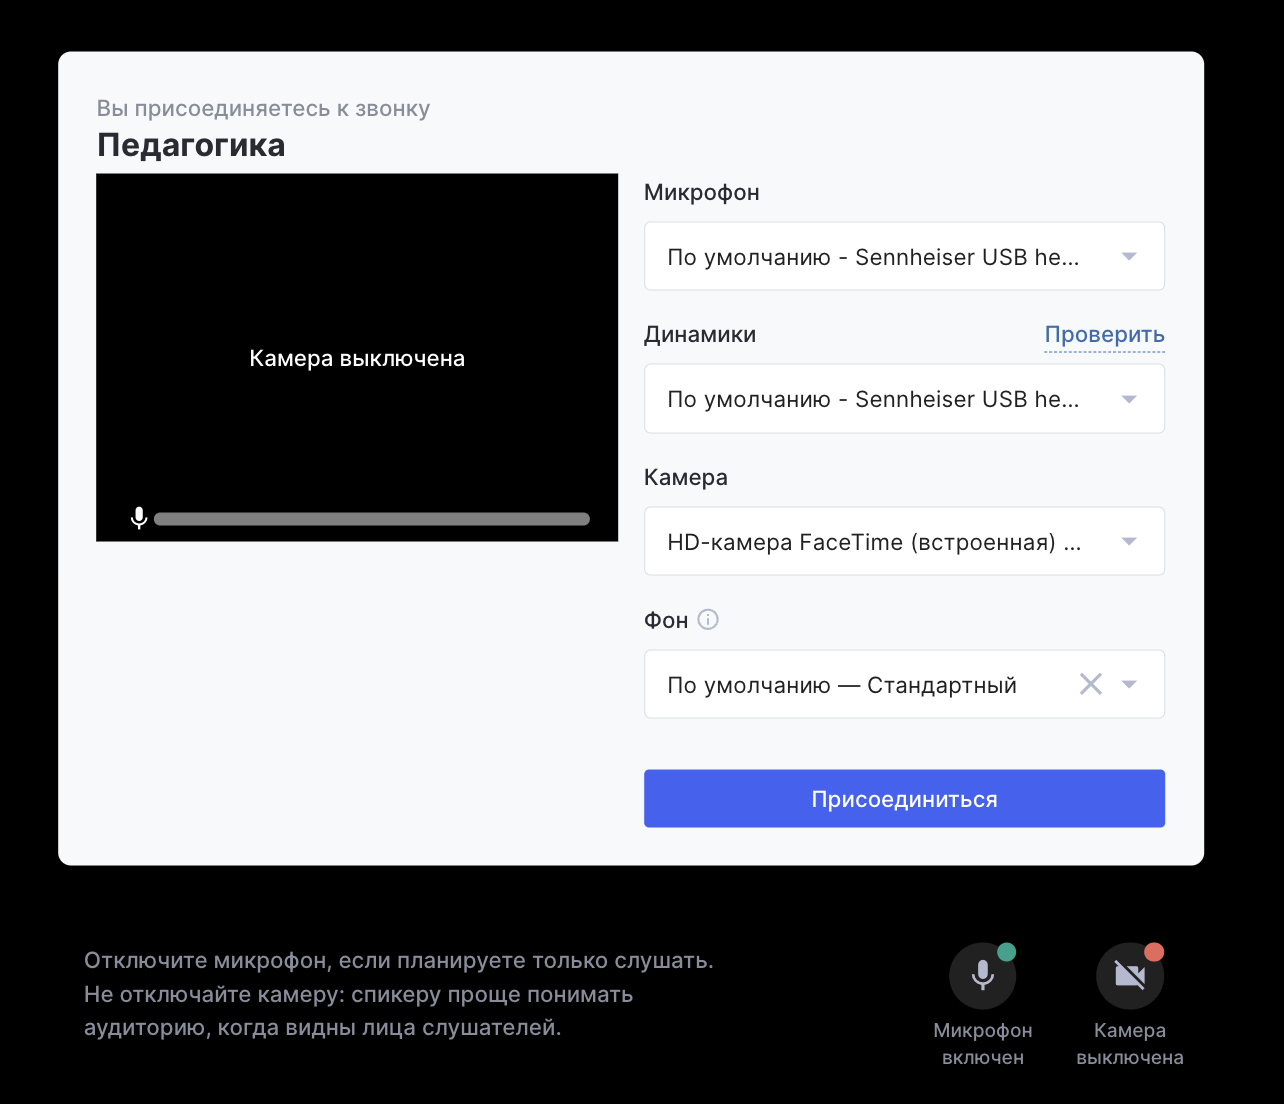 Вы присоединяетесь к звонку
Педагогика
Камера выключена
Микрофон
По умолчанию - Sennheiser USB he...
Динамики
Проверить
По умолчанию - Sennheiser USB he...
Камера
HD-камера FaceTime (встроенная) ...
Фон
По умолчанию — Стандартный
Присоединиться
Отключите микрофон, если планируете только слушать.
Не отключайте камеру: спикеру проще понимать
аудиторию, когда видны лица слушателей.
Микрофон
включен
Камера
выключена